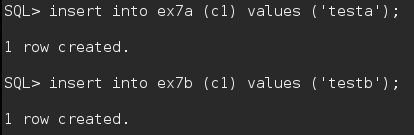 SQL> insert into ex7a (c1) values ('testa');
1 row created.
SQL> insert into ex7b (c1) values ('testb');
1 row created.